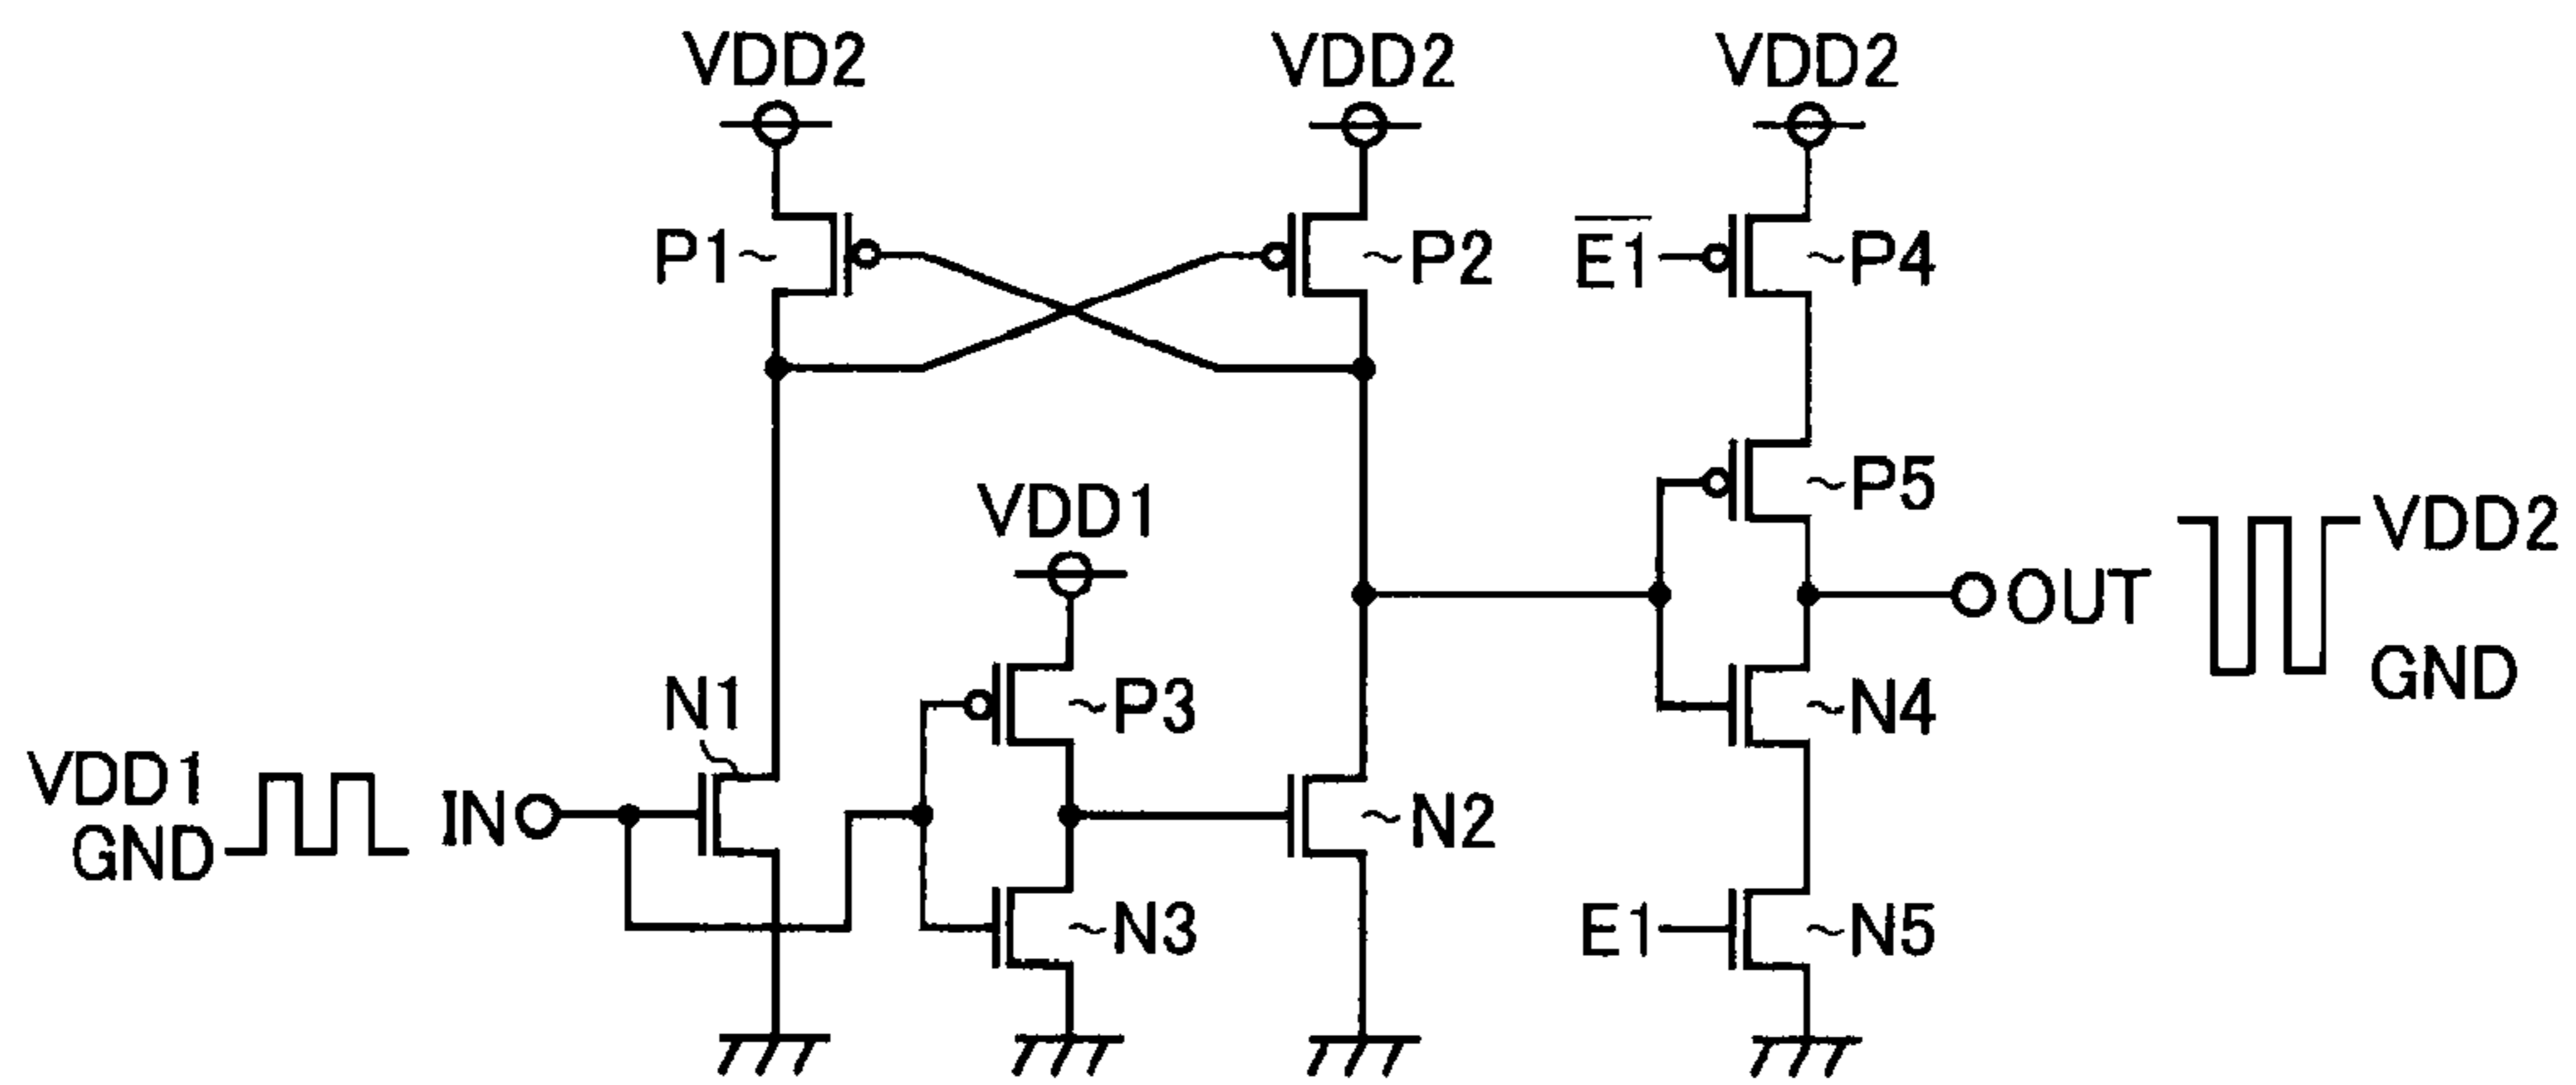 VDD2
VDD2
VDD2
P1
P2
E1
P4
VDD1
P5
VDD2
OUT
GND
N1
P3
N4
VDD1
GND
IN
N2
N3
E1
N5